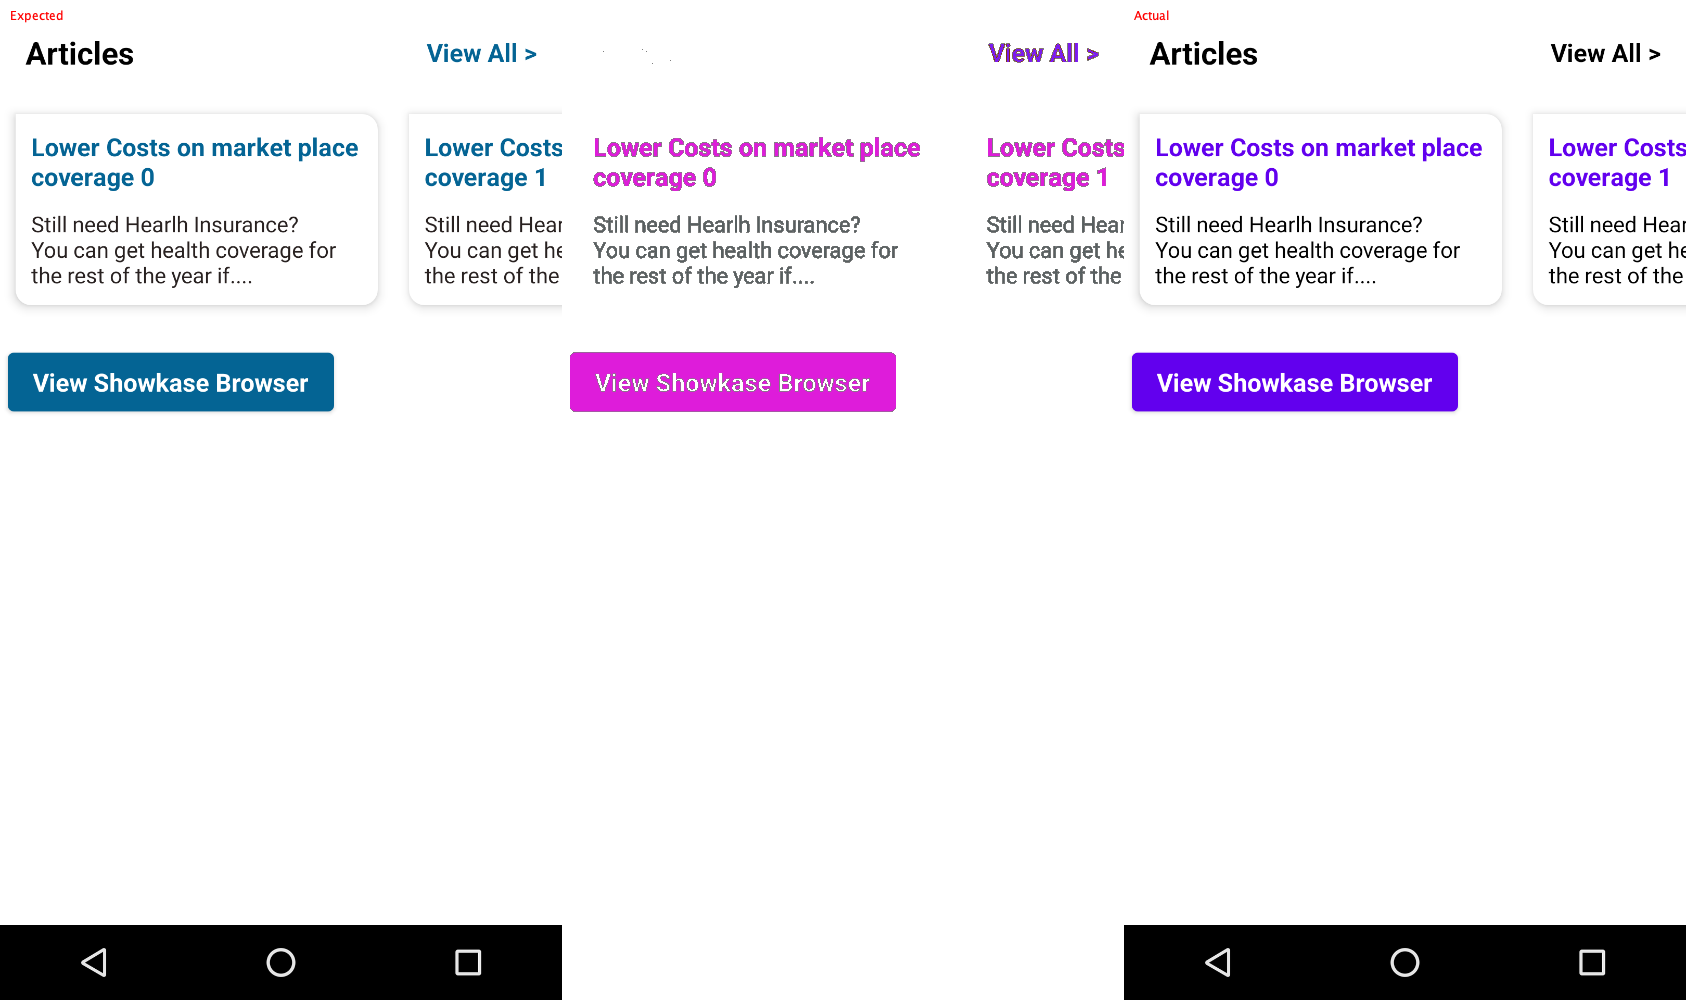 Expected
Articles
View All >
Lower Costs on market place
coverage 0
Still need Hearlh Insurance?
You can get health coverage for
the rest of the year if....
Lower Costs
coverage 1
Still need Hear
You can get he
the rest of the
View Showkase Browser
View All >
Lower Costs on market place
coverage 0
Still need Hearlh Insurance?
You can get health coverage for
the rest of the year if....
Lower Costs
coverage 1
Still need Hear
You can get he
the rest of the
View Showkase Browser
Actual
Articles
View All >
Lower Costs on market place
coverage 0
Still need Hearlh Insurance?
You can get health coverage for
the rest of the year if....
Lower Costs
coverage 1
Still need Hear
You can get he
the rest of the
View Showkase Browser